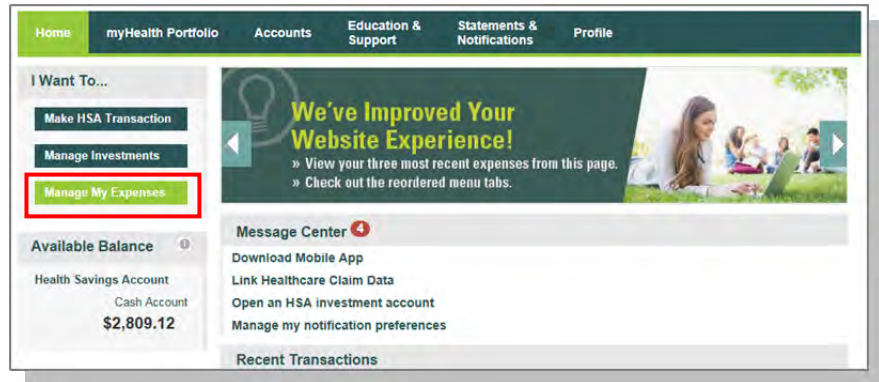 Home
myHealth Portfolio
Accounts
Education &
Support
Statements &
Notifications
Profile
I Want To...
Make HSA Transaction
Manage Investments
Manage My Expenses
Available Balance
Health Savings Account
Cash Account
$2,809.12
We've Improved Your
Website Experience!
» View your three most recent expenses from this page.
» Check out the reordered menu tabs.
Message Center 4
Download Mobile App
Link Healthcare Claim Data
Open an HSA investment account
Manage my notification preferences
Recent Transactions